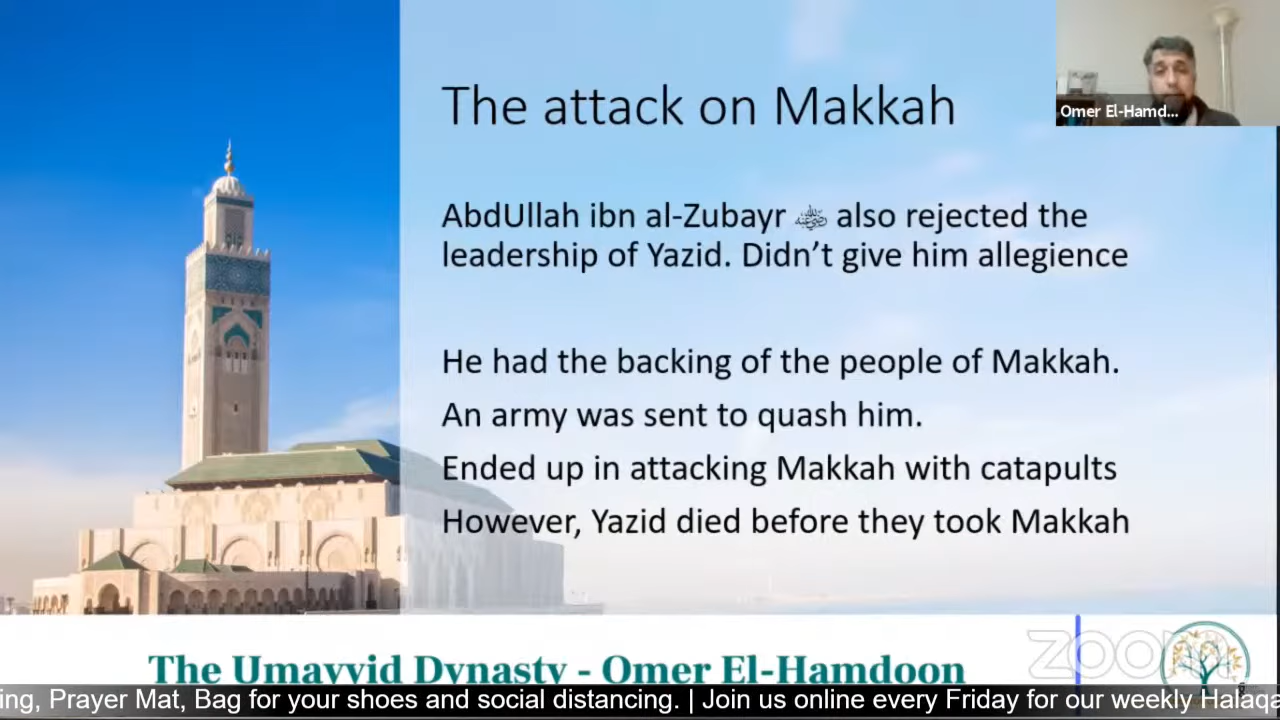 The attack on Makkah
Omer El-Hamd...
AbdUllah ibn al-Zubayr ﷺ also rejected the
leadership of Yazid. Didn’t give him allegience
He had the backing of the people of Makkah.
An army was sent to quash him.
Ended up in attacking Makkah with catapults
However, Yazid died before they took Makkah
zoom
The Umayyid Dynasty - Omer El-Hamdoon
ing, Prayer Mat, Bag for your shoes and social distancing. | Join us online every Friday for our weekly Halaqa